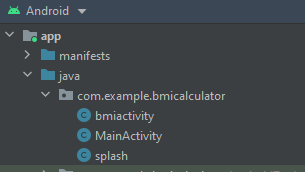 Android
app
manifests
java
com.example.bmicalculator
bmiactivity
MainActivity
splash